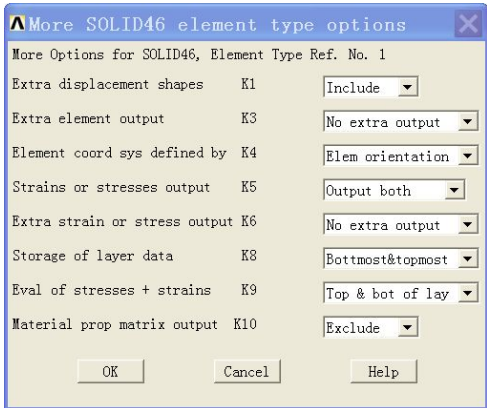 More SOLID46 element type options
More Options for SOLID46, Element Type Ref. No. 1
Extra displacement shapes K1 Include
Extra element output K3 No extra output
Element coord sys defined by K4 Elem orientation
Strains or stresses output K5 Output both
Extra strain or stress output K6 No extra output
Storage of layer data K8 Bottmost&topmost
Eval of stresses + strains K9 Top & bot of lay
Material prop matrix output K10 Exclude
OK Cancel Help